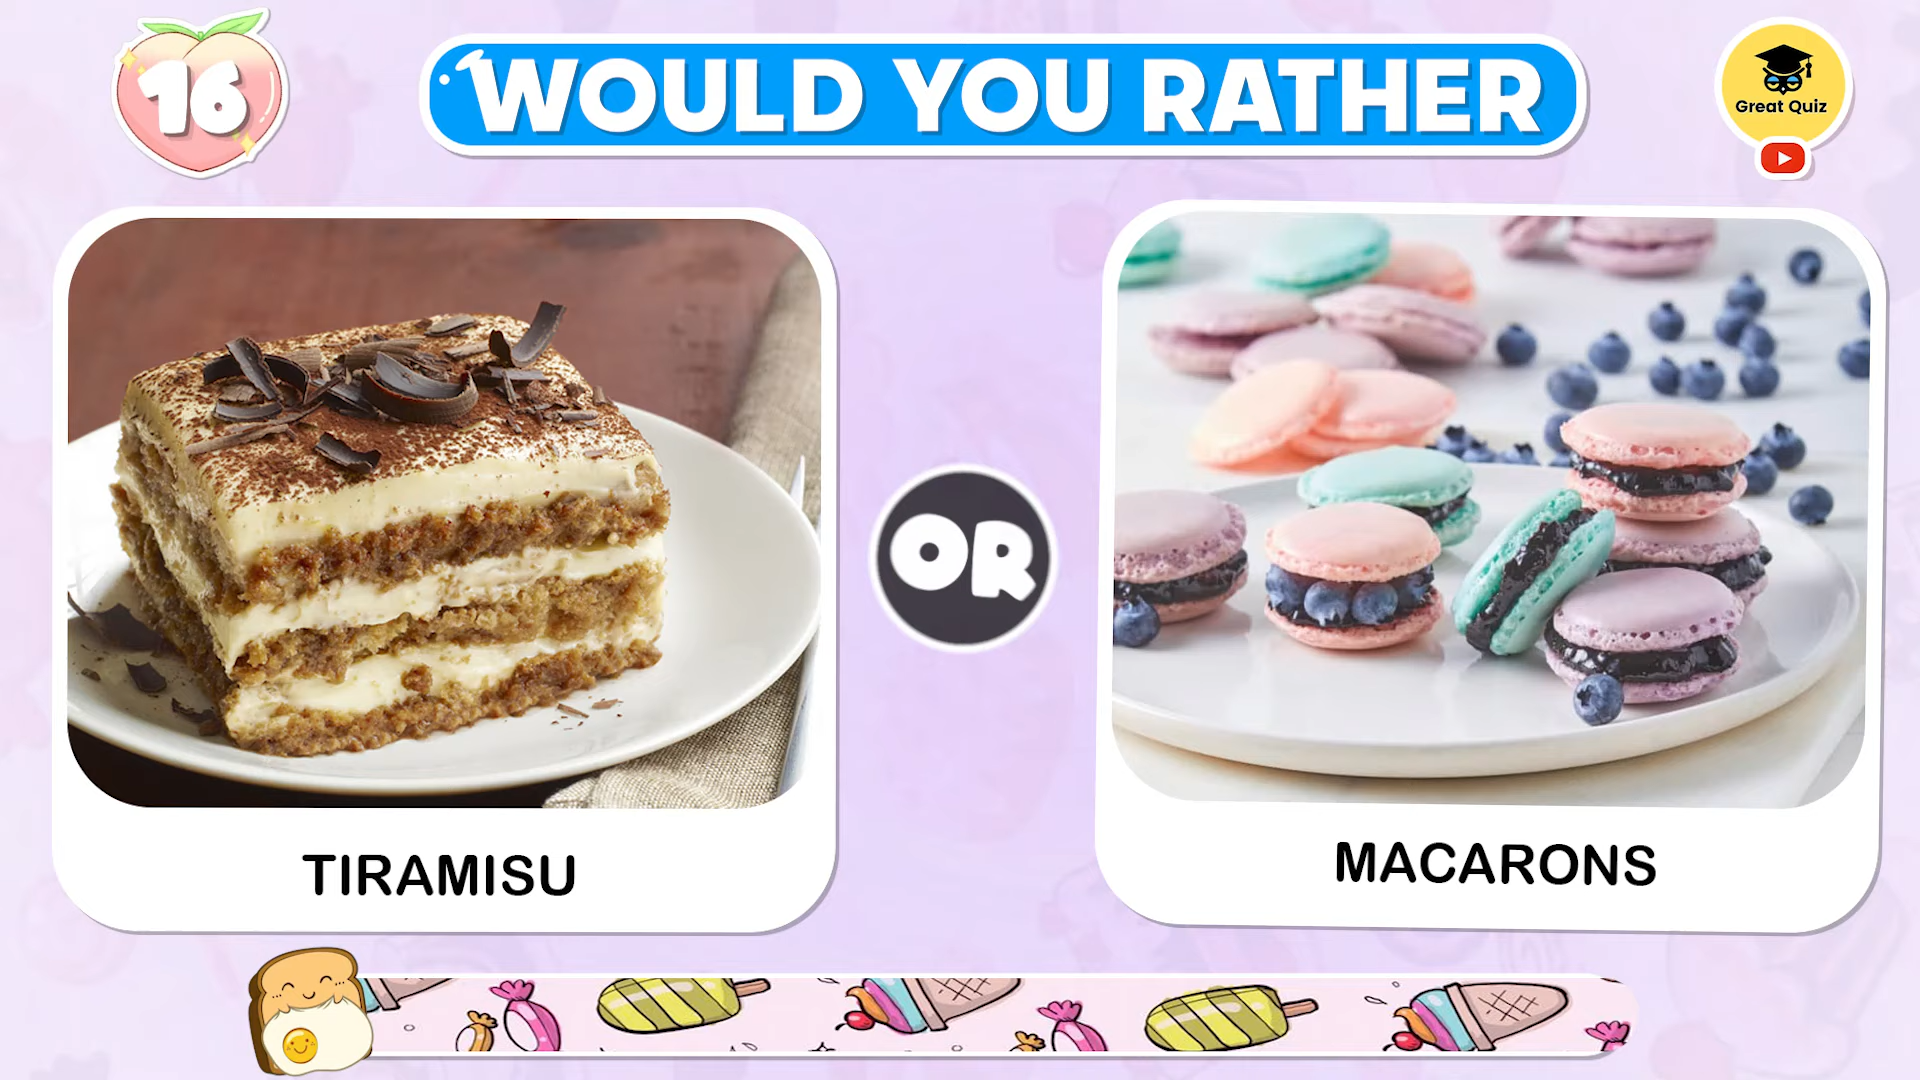 16
WOULD YOU RATHER
Great Quiz
OR
TIRAMISU
MACARONS